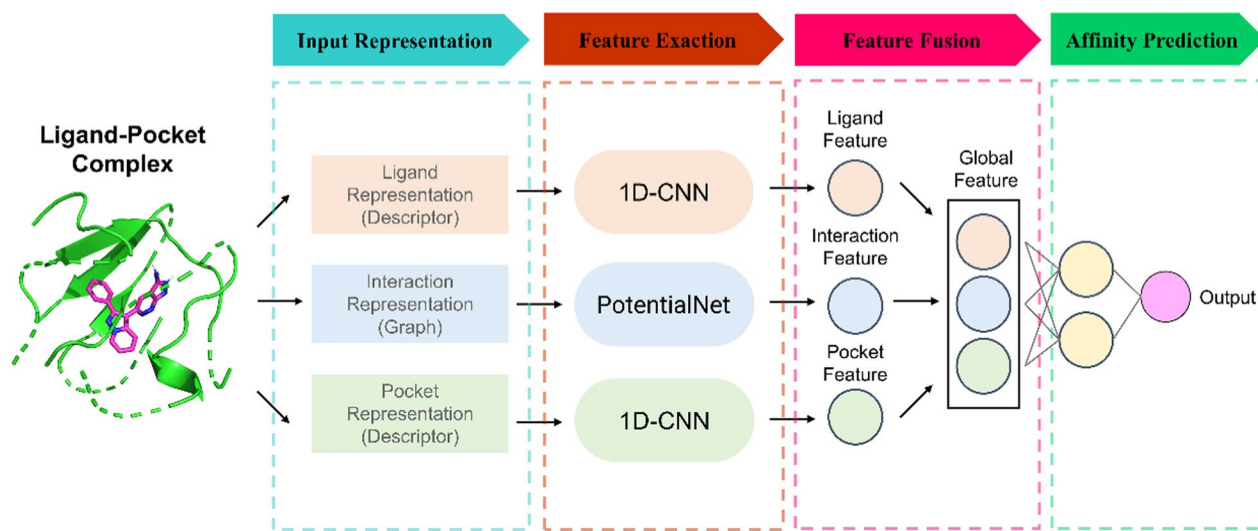 Input Representation
Feature Exaction
Feature Fusion
Affinity Prediction
Ligand-Pocket
Complex
Ligand
Representation
(Descriptor)
1D-CNN
Ligand
Feature
Interaction
Representation
(Graph)
PotentialNet
Interaction
Feature
Pocket
Representation
(Descriptor)
1D-CNN
Pocket
Feature
Global
Feature
Output